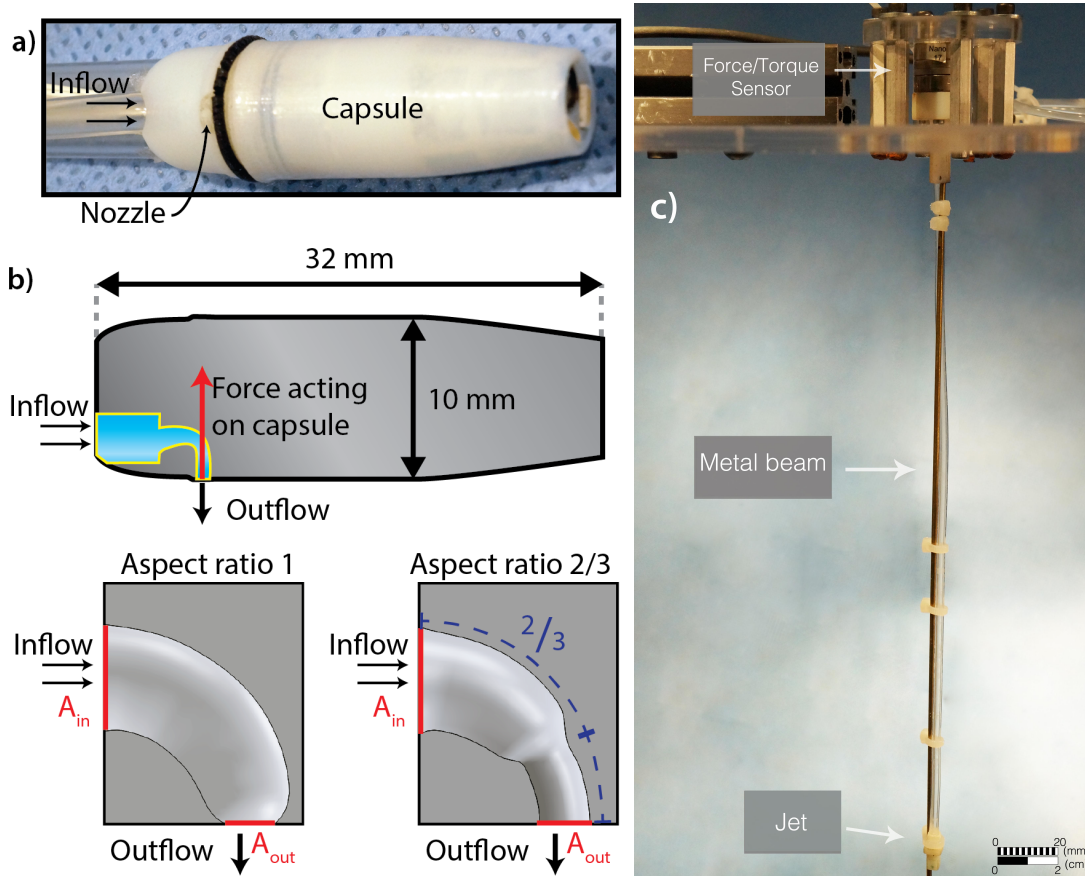 a)
Inflow
Capsule
Nozzle
b)
32 mm
Inflow
Force acting
on capsule
10 mm
Outflow
Aspect ratio 1
Inflow
A in
Outflow
A out
Aspect ratio 2/3
2/3
Inflow
A in
Outflow
A out
c)
Force/Torque
Sensor
Nano
Metal beam
Jet
0 20
(mm)
(cm)
0 2